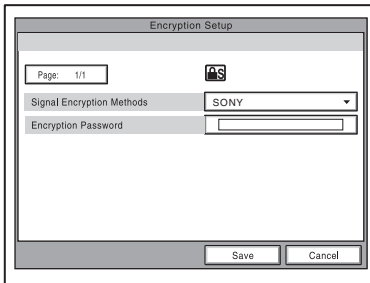 Encryption Setup
Page: 1/1
S
Signal Encryption Methods SONY
Encryption Password
Save Cancel